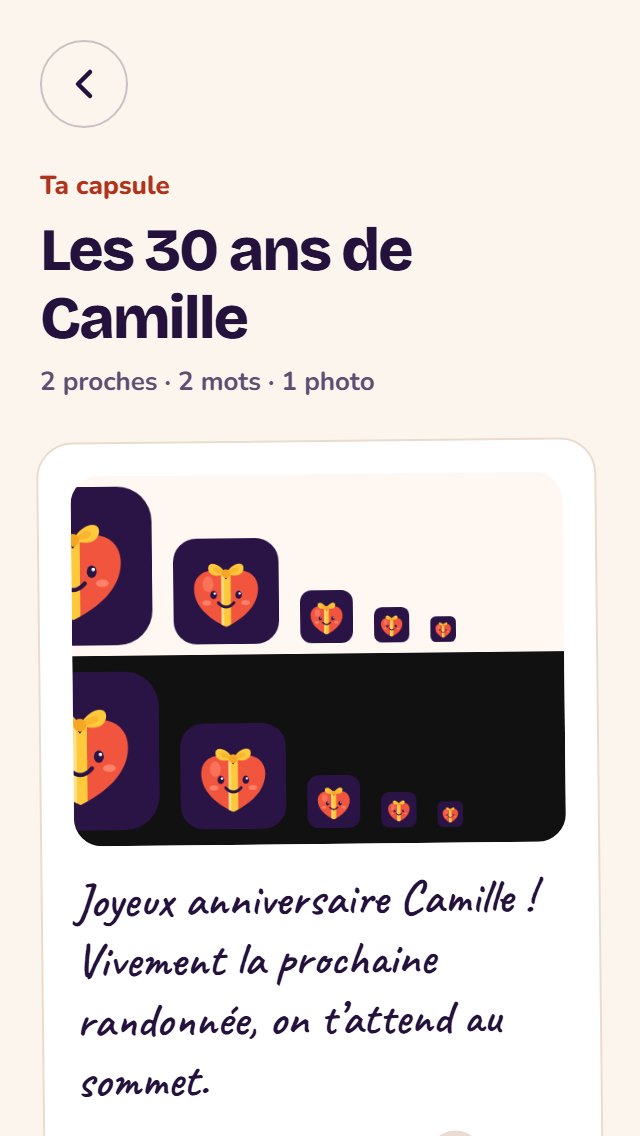 Ta capsule
Les 30 ans de
Camille
2 proches · 2 mots · 1 photo
Joyeux anniversaire Camille !
Vivement la prochaine
randonnée, on t'attend au
sommet.